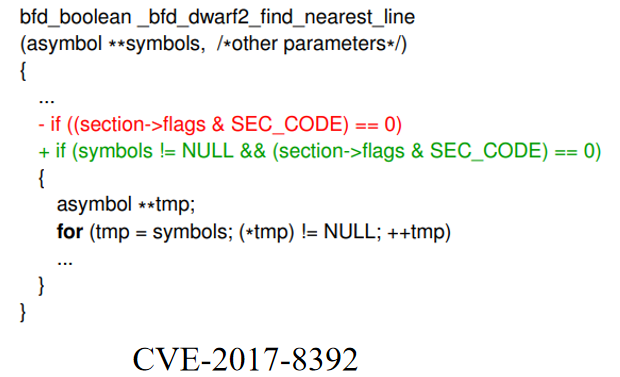 bfd_boolean _bfd_dwarf2_find_nearest_line
(asymbol **symbols, /*other parameters*/)
{
...
- if ((section->flags & SEC_CODE) == 0)
+ if (symbols != NULL && (section->flags & SEC_CODE) == 0)
{
asymbol **tmp;
for (tmp = symbols; (*tmp) != NULL; ++tmp)
...
}
}
CVE-2017-8392